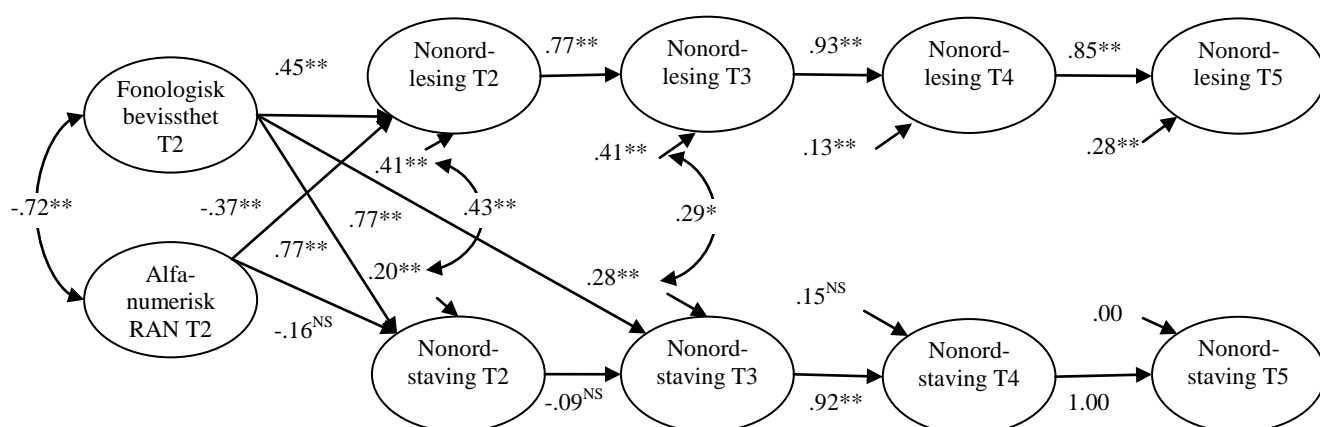 Fonologisk
bevissthet
T2
Alfa-
numerisk
RAN T2
-.72**
.45**
-.37**
.77**
-.16ᴺˢ
.77**
Nonord-
lesing T2
.41**
.43**
.20**
Nonord-
staving T2
.77**
-.09ᴺˢ
Nonord-
lesing T3
.41**
.29*
.28**
Nonord-
staving T3
.93**
.92**
Nonord-
lesing T4
.13**
.15ᴺˢ
Nonord-
staving T4
.85**
1.00
Nonord-
lesing T5
.28**
.00
Nonord-
staving T5